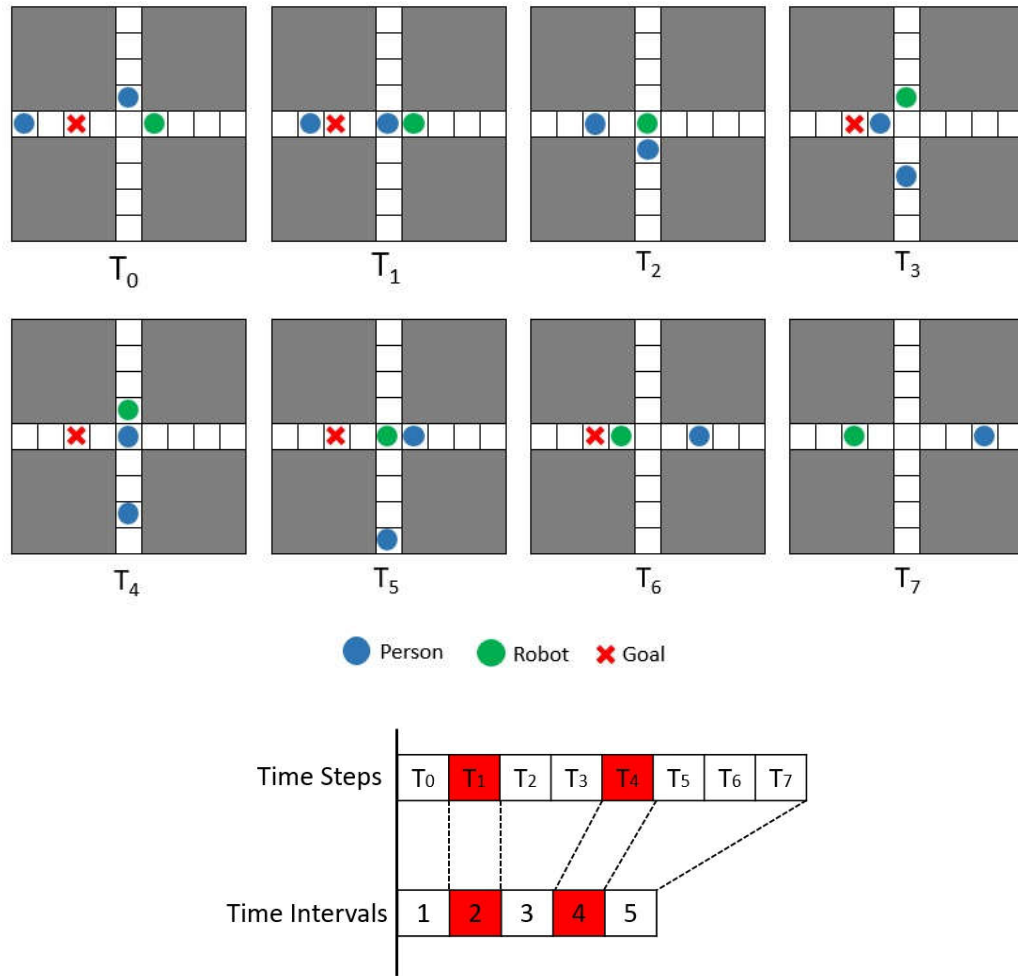 T0 T1 T2 T3
T4 T5 T6 T7
Person Robot Goal
Time Steps T0 T1 T2 T3 T4 T5 T6 T7
Time Intervals 1 2 3 4 5